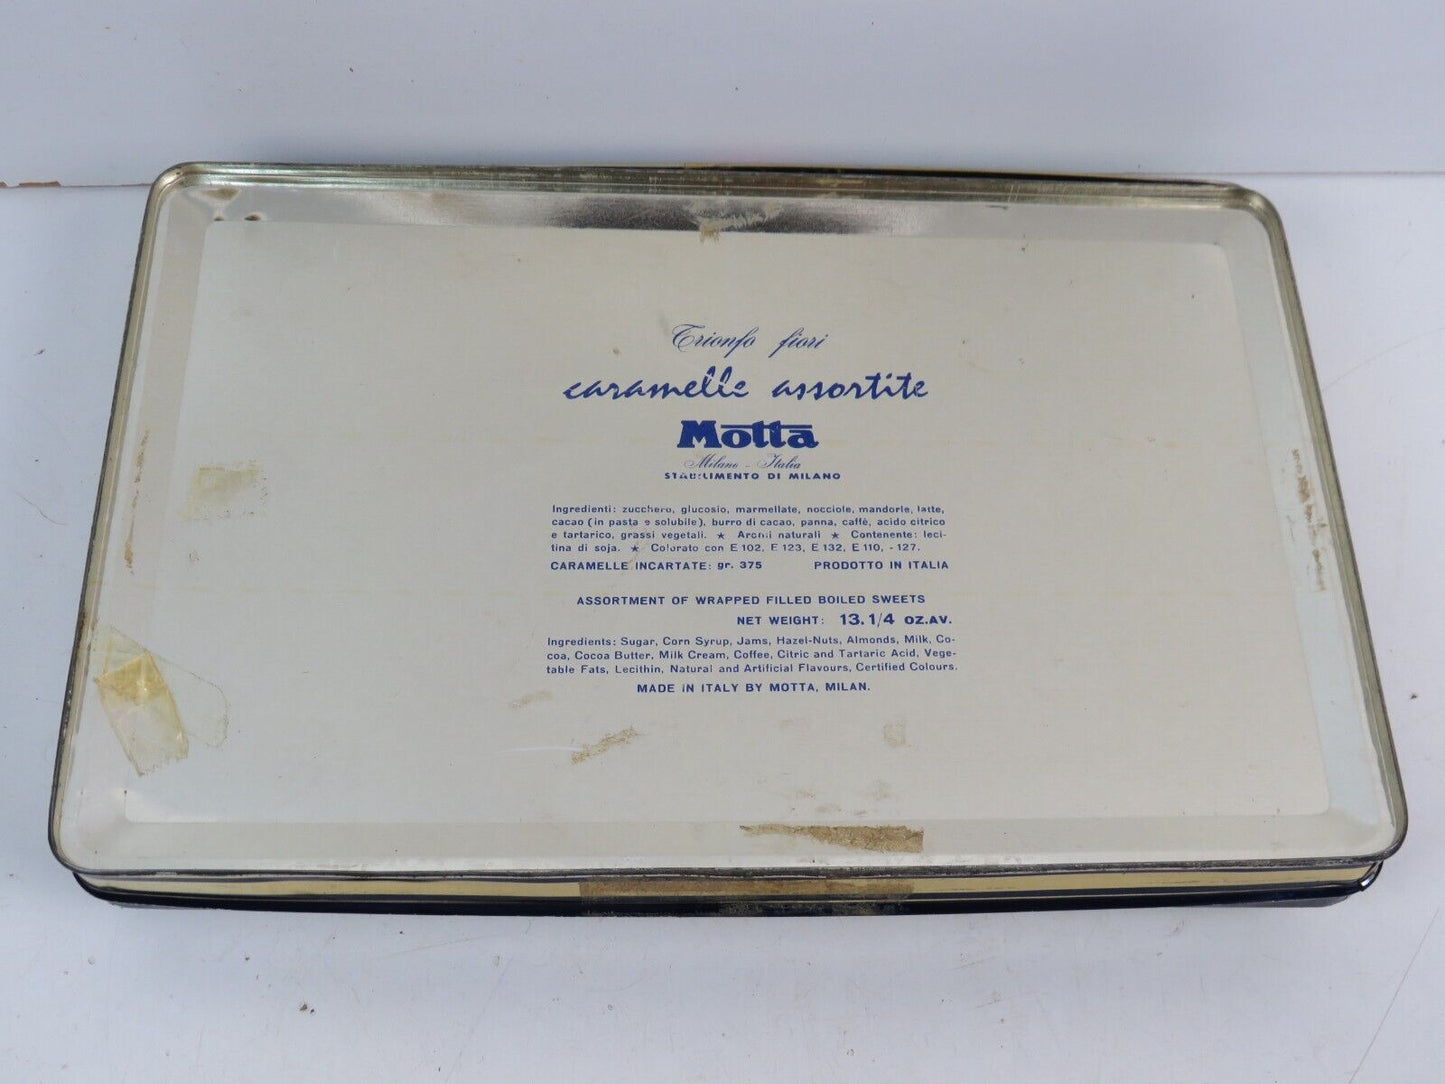 Trionfo fiori
caramelle assortite
Motta
Milano - Italia
STABILIMENTO DI MILANO
Ingredienti: zucchero, glucosio, marmellate, nocciole, mandorle, latte,
cacao (in pasta e solubile), burro di cacao, panna, caffè, acido citrico
e tartarico, grassi vegetali. ★ Aromi naturali ★ Contenente: leci-
tina di soja. ★ Colorato con E 102, E 123, E 132, E 110, - 127.
CARAMELLE INCARTATE: gr. 375 PRODOTTO IN ITALIA
ASSORTMENT OF WRAPPED FILLED BOILED SWEETS
NET WEIGHT: 13.1/4 OZ.AV.
Ingredients: Sugar, Corn Syrup, Jams, Hazel-Nuts, Almonds, Milk, Co-
coa, Cocoa Butter, Milk Cream, Coffee, Citric and Tartaric Acid, Vege-
table Fats, Lecithin, Natural and Artificial Flavours, Certified Colours.
MADE IN ITALY BY MOTTA, MILAN.